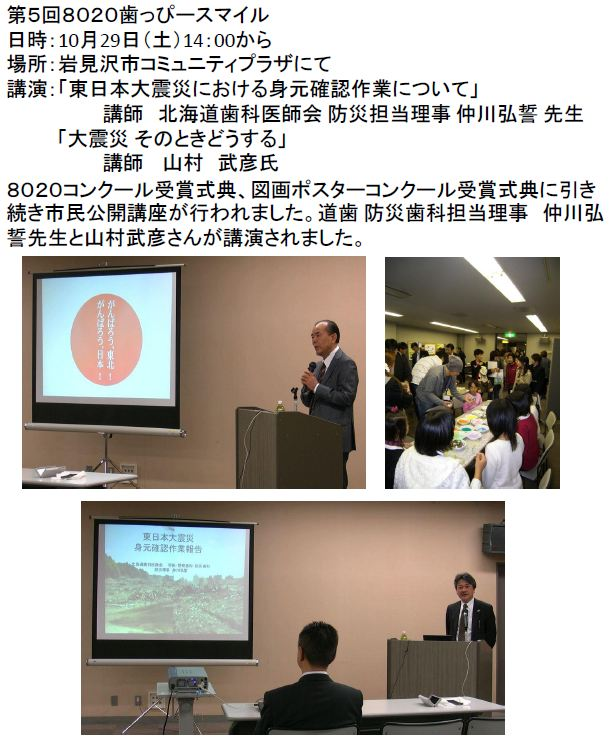 第5回8020歯っぴースマイル
日時：10月29日（土）14：00から
場所：岩見沢市コミュニティプラザにて
講演：「東日本大震災における身元確認作業について」
講師　北海道歯科医師会 防災担当理事 仲川弘誓 先生
「大震災 そのときどうする」
講師　山村　武彦氏
8020コンクール受賞式典、図画ポスターコンクール受賞式典に引き
続き市民公開講座が行われました。道歯 防災歯科担当理事　仲川弘
誓先生と山村武彦さんが講演されました。
がんばろう、東北！
がんばろう、日本！
東日本大震災
身元確認作業報告